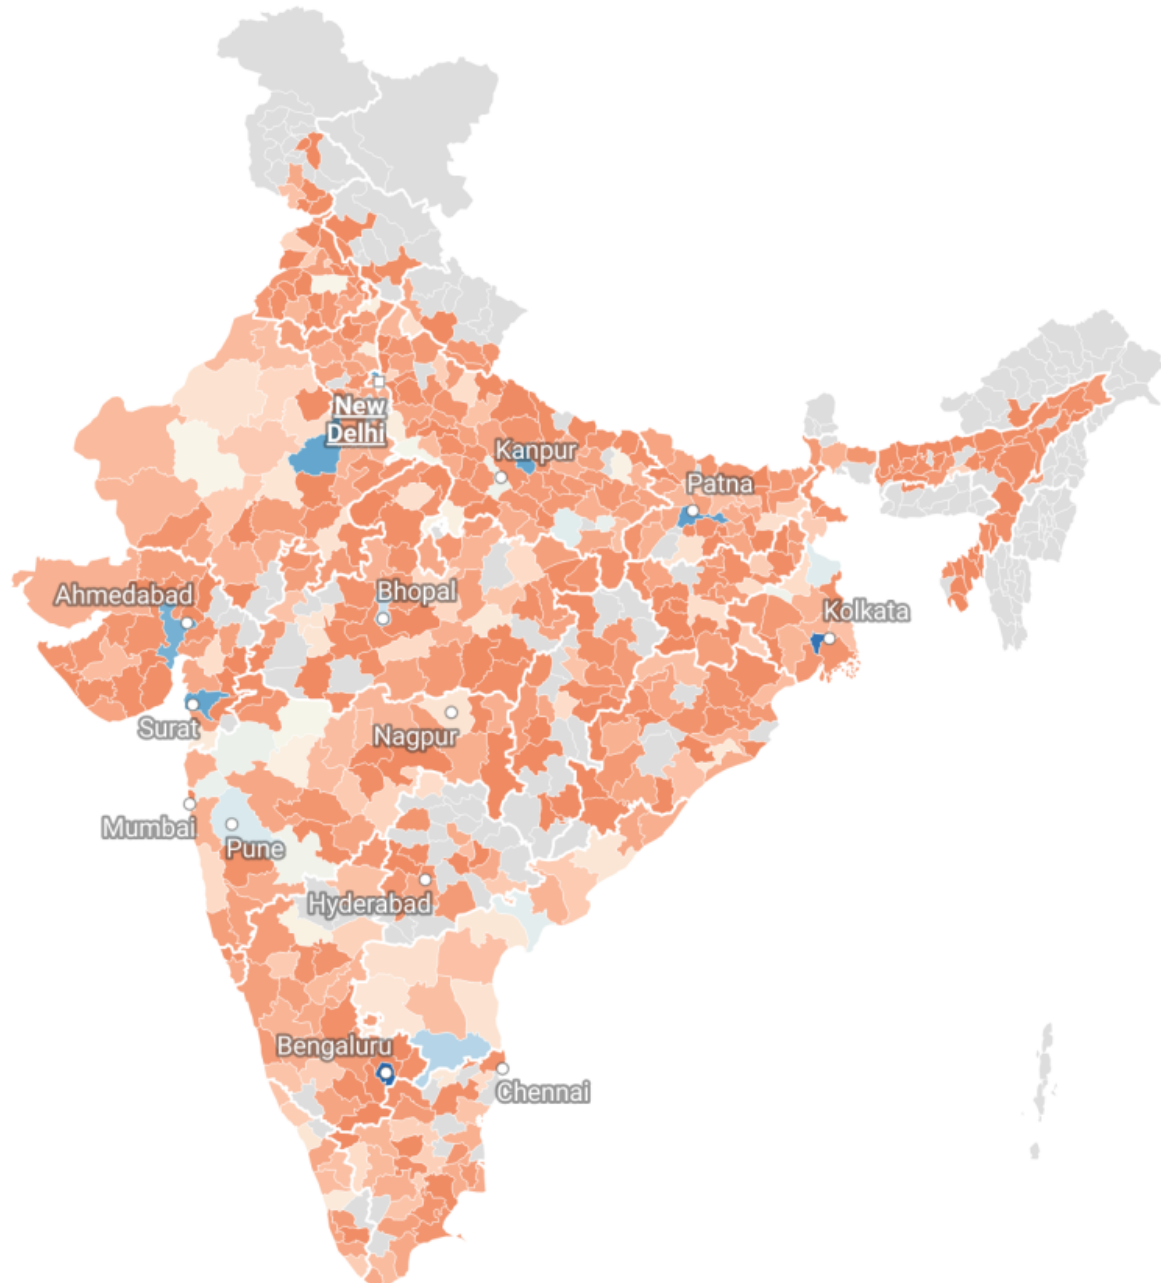 New
Delhi
Kanpur
Patna
Ahmedabad
Bhopal
Kolkata
Surat
Nagpur
Mumbai
Pune
Hyderabad
Bengaluru
Chennai